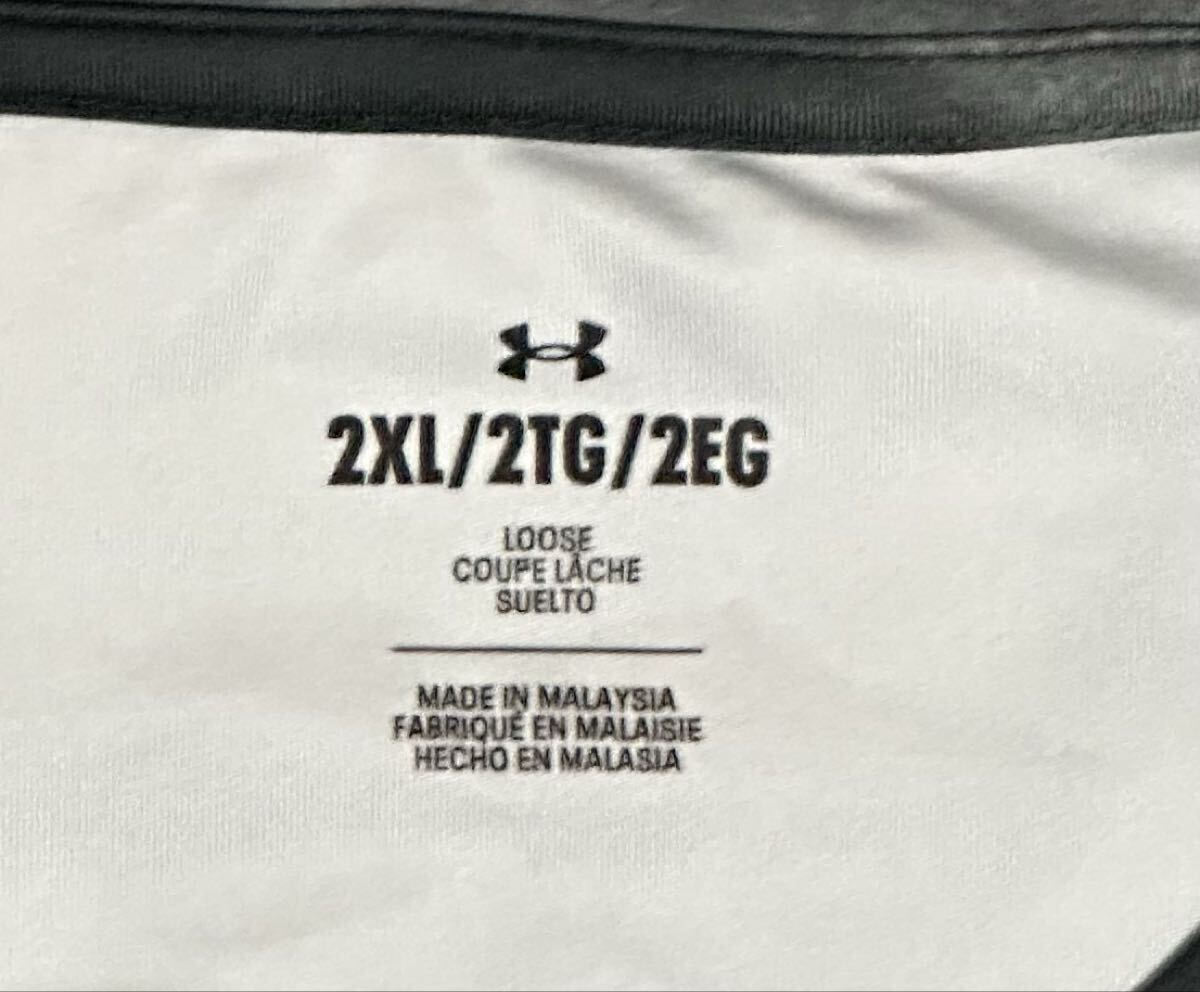 2XL/2TG/2EG
LOOSE
COUPE LÂCHE
SUELTO
MADE IN MALAYSIA
FABRIQUÉ EN MALAISIE
HECHO EN MALASIA